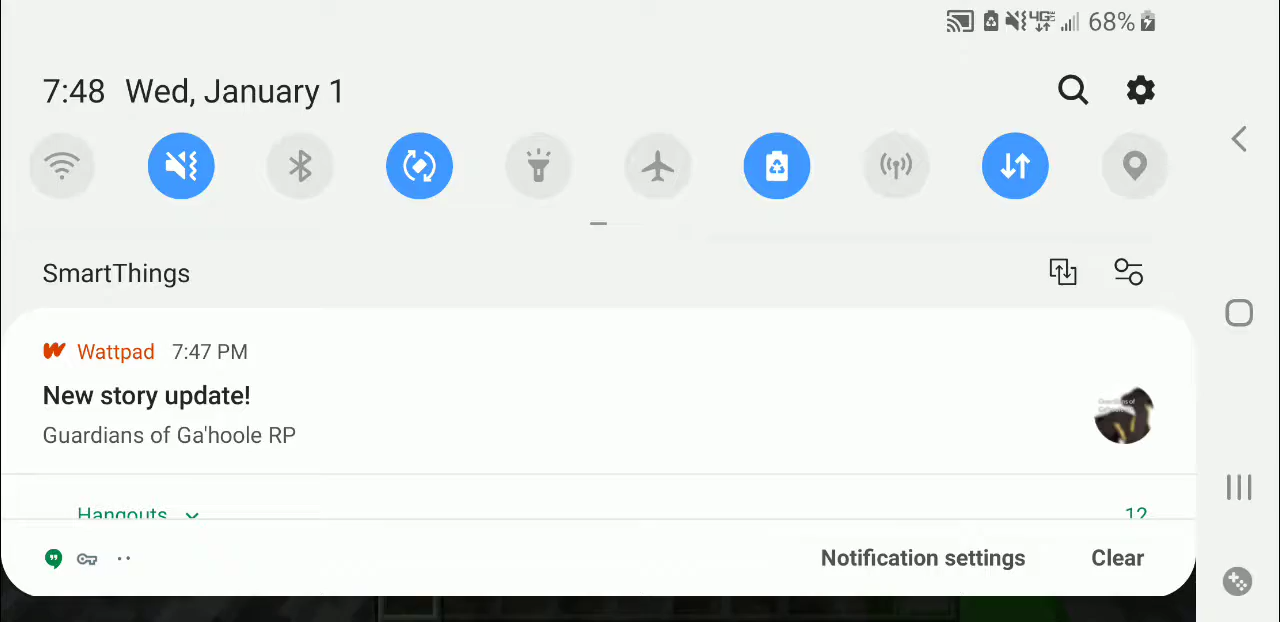 4GE 68%
7:48 Wed, January 1
SmartThings
Wattpad 7:47 PM
New story update!
Guardians of Ga'hoole RP
Hangouts 12
Notification settings Clear